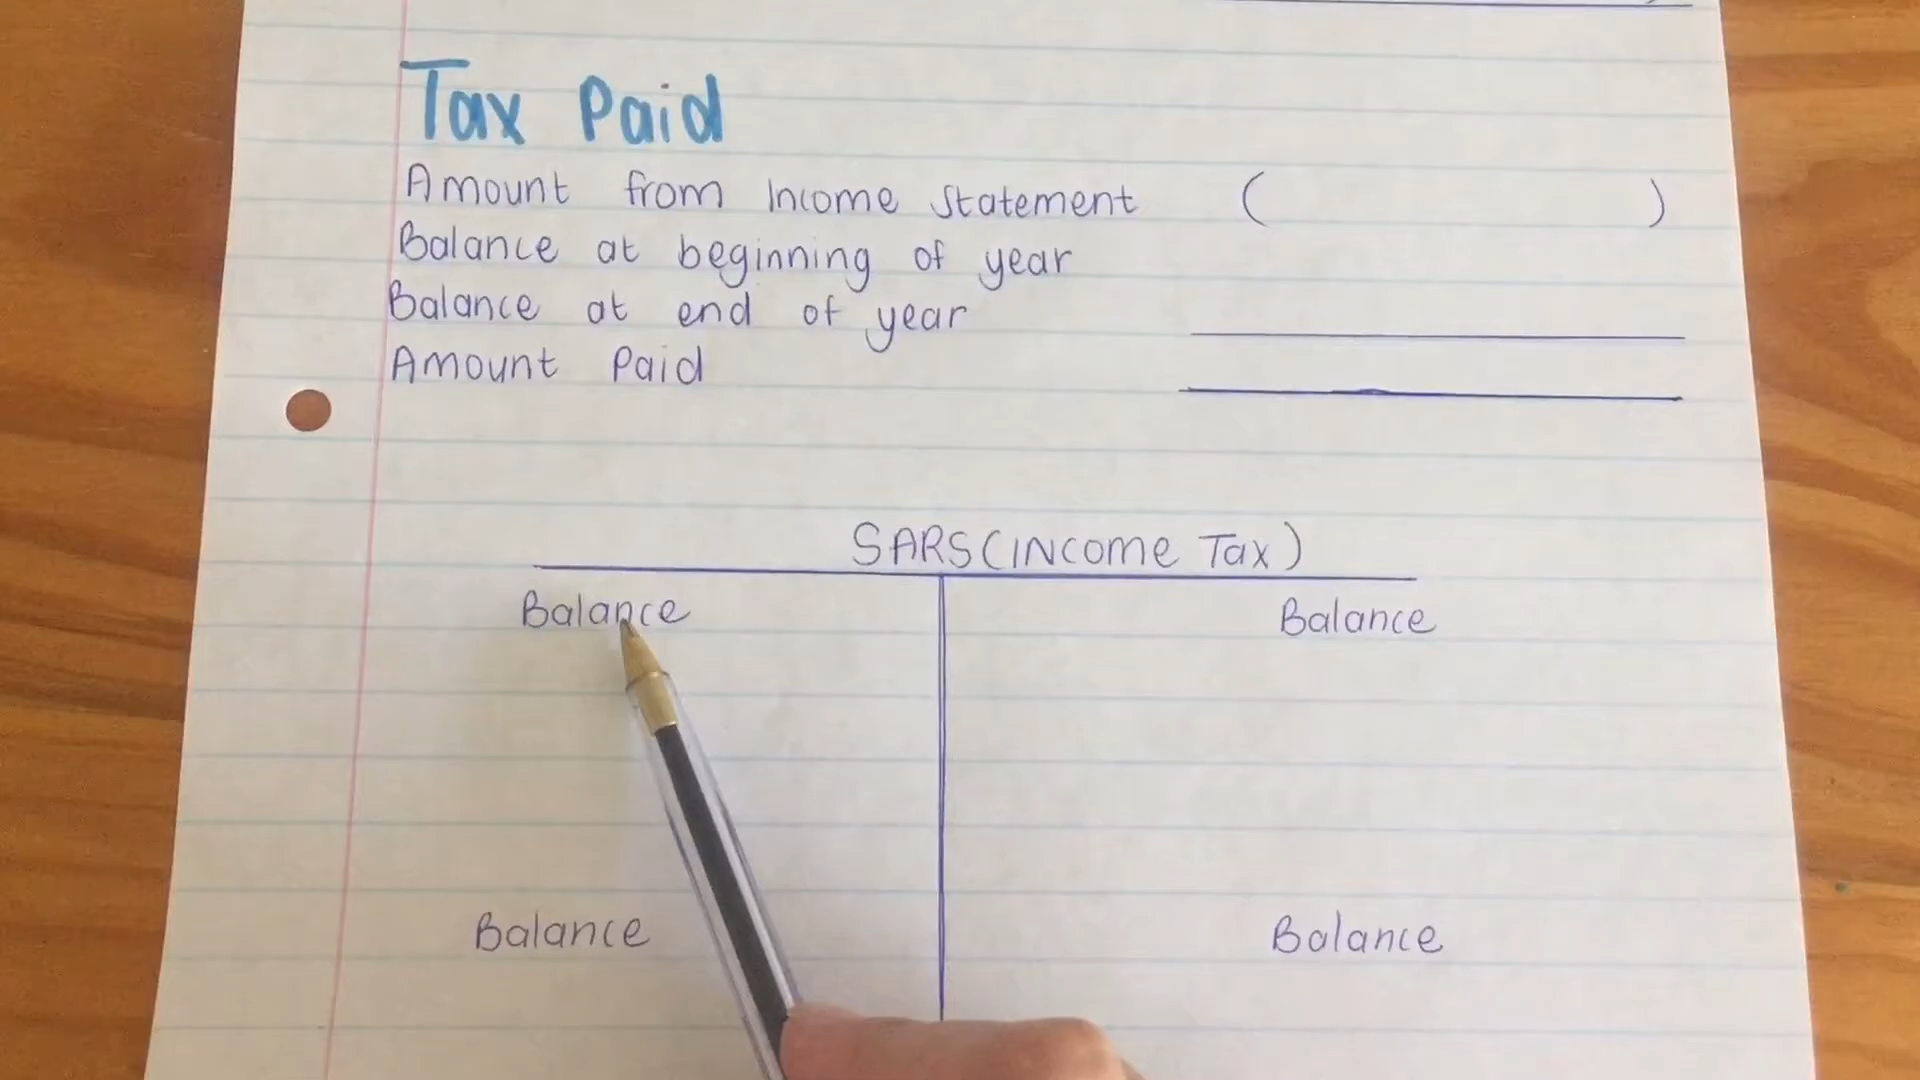 Tax Paid
Amount from Income Statement ( )
Balance at beginning of year
Balance at end of year
Amount Paid
SARS (Income Tax)
Balance Balance
Balance Balance